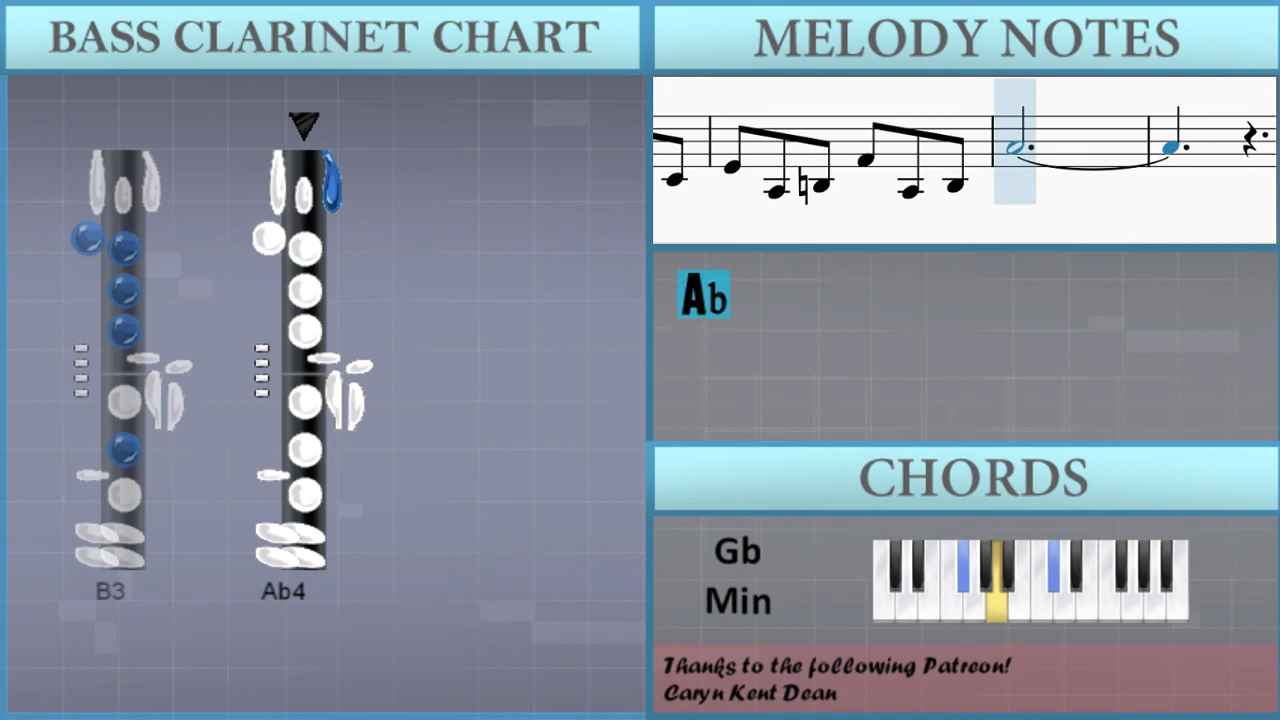 BASS CLARINET CHART
B3
Ab4
MELODY NOTES
Ab
CHORDS
Gb
Min
Thanks to the following Patreon!
Caryn Kent Dean